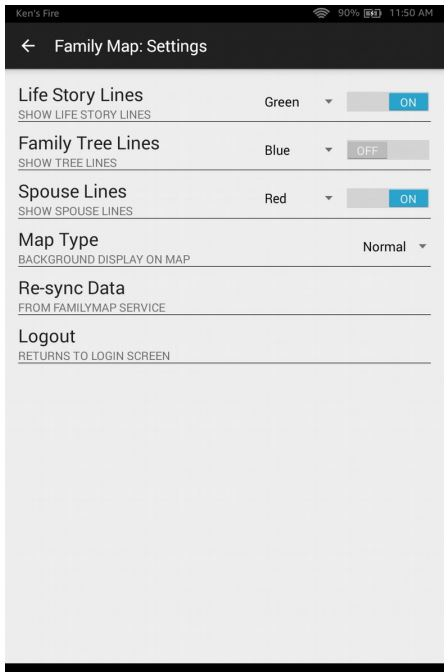 Ken's Fire 90% 11:50 AM
Family Map: Settings
Life Story Lines Green ON
SHOW LIFE STORY LINES
Family Tree Lines Blue OFF
SHOW TREE LINES
Spouse Lines Red ON
SHOW SPOUSE LINES
Map Type Normal
BACKGROUND DISPLAY ON MAP
Re-sync Data
FROM FAMILYMAP SERVICE
Logout
RETURNS TO LOGIN SCREEN